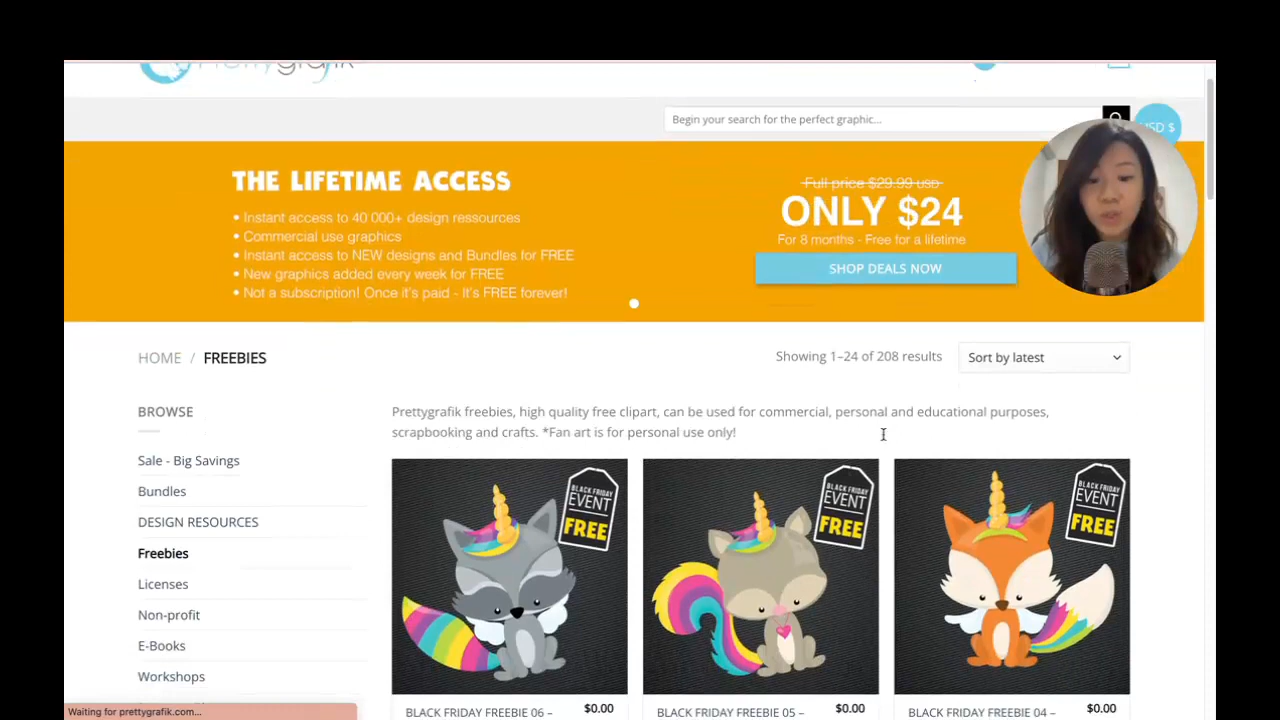 Prettygrafik
Begin your search for the perfect graphic...
USD $
THE LIFETIME ACCESS
• Instant access to 40 000+ design ressources
• Commercial use graphics
• Instant access to NEW designs and Bundles for FREE
• New graphics added every week for FREE
• Not a subscription! Once it's paid - It's FREE forever!
Full price $29.99 usd
ONLY $24
For 8 months - Free for a lifetime
SHOP DEALS NOW
HOME / FREEBIES
Showing 1–24 of 208 results
Sort by latest
BROWSE
Sale - Big Savings
Bundles
DESIGN RESOURCES
Freebies
Licenses
Non-profit
E-Books
Workshops
Prettygrafik freebies, high quality free clipart, can be used for commercial, personal and educational purposes,
scrapbooking and crafts. *Fan art is for personal use only!
BLACK FRIDAY
EVENT
FREE
BLACK FRIDAY
EVENT
FREE
BLACK FRIDAY
EVENT
FREE
BLACK FRIDAY FREEBIE 06 – $0.00
BLACK FRIDAY FREEBIE 05 – $0.00
BLACK FRIDAY FREEBIE 04 – $0.00
Waiting for prettygrafik.com...